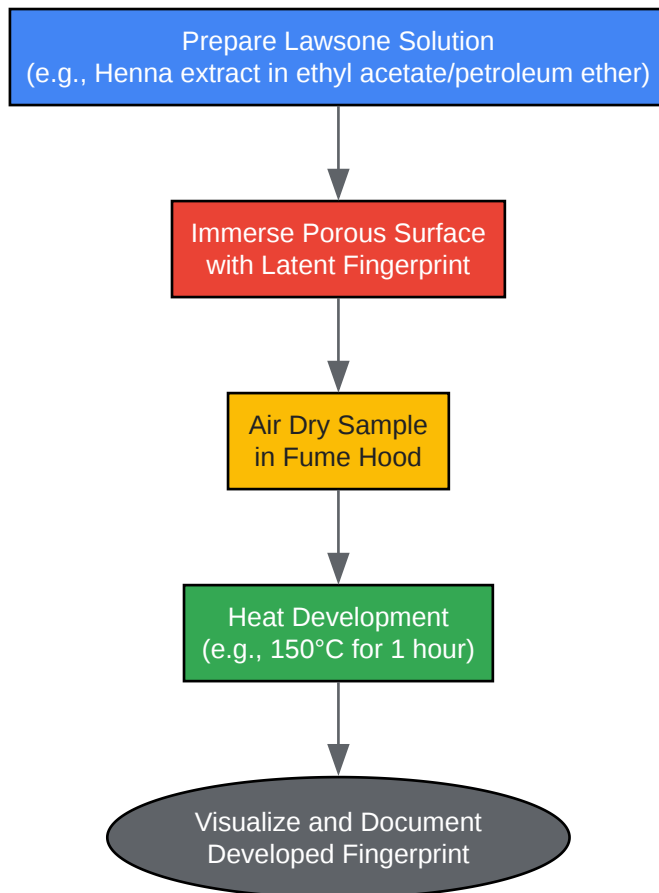 Prepare Lawsone Solution
(e.g., Henna extract in ethyl acetate/petroleum ether)
Immerse Porous Surface
with Latent Fingerprint
Air Dry Sample
in Fume Hood
Heat Development
(e.g., 150°C for 1 hour)
Visualize and Document
Developed Fingerprint